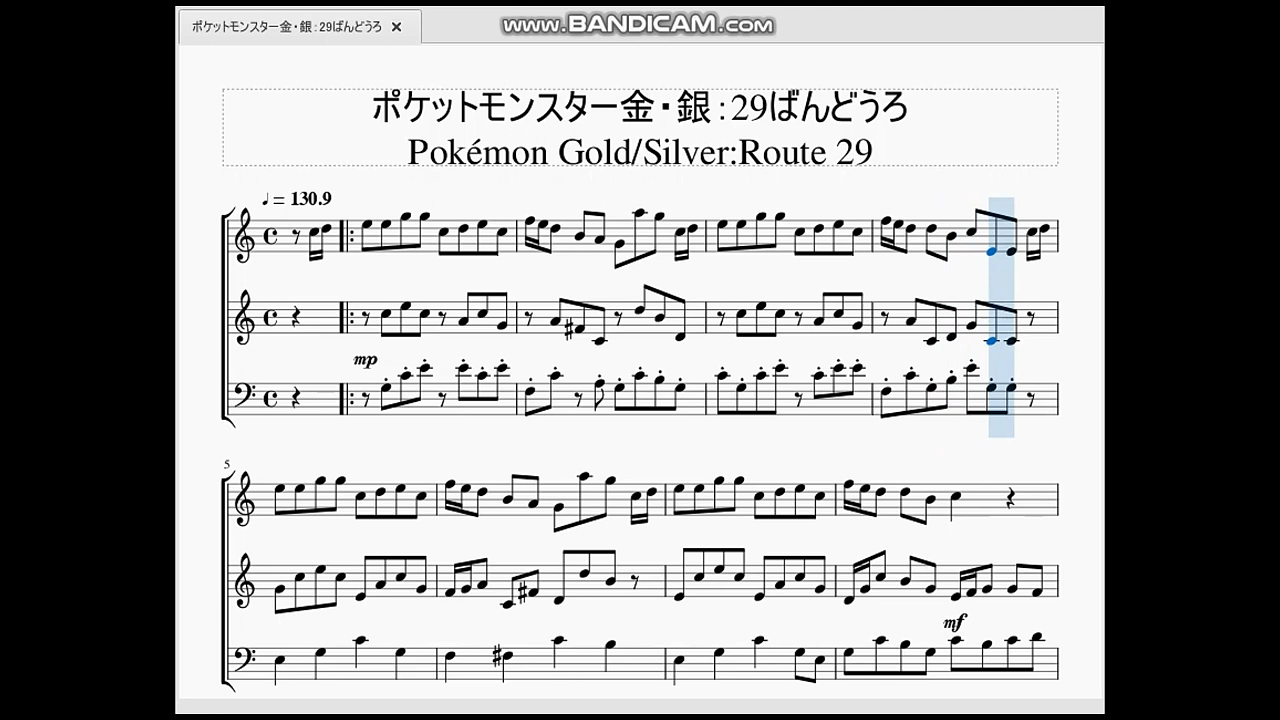 ポケットモンスター金・銀：29ばんどうろ ×
www.BANDICAM.com
ポケットモンスター金・銀：29ばんどうろ
Pokémon Gold/Silver:Route 29
♩ = 130.9
mp
5
mf